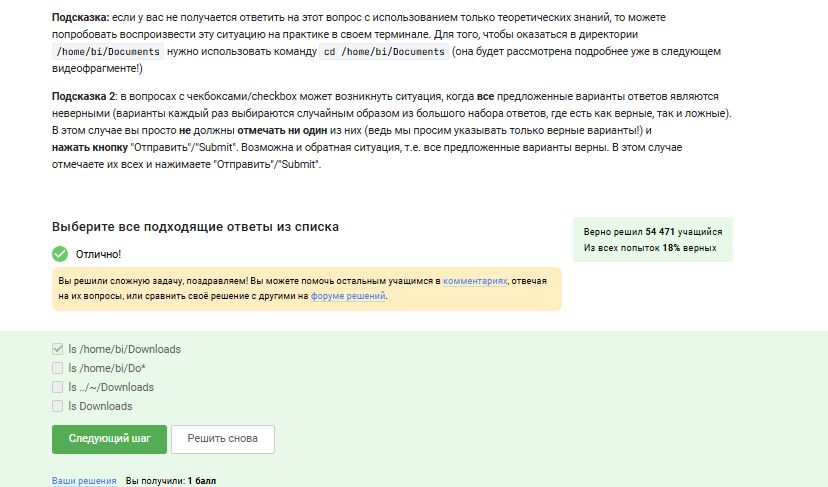 Подсказка: если у вас не получается ответить на этот вопрос с использованием только теоретических знаний, то можете
попробовать воспроизвести эту ситуацию на практике в своем терминале. Для того, чтобы оказаться в директории
/home/bi/Documents нужно использовать команду cd /home/bi/Documents (она будет рассмотрена подробнее уже в следующем
видеофрагменте!)
Подсказка 2: в вопросах с чекбоксами/checkbox может возникнуть ситуация, когда все предложенные варианты ответов являются
неверными (варианты каждый раз выбираются случайным образом из большого набора ответов, где есть как верные, так и ложные).
В этом случае вы просто не должны отмечать ни один из них (ведь мы просим указывать только верные варианты!) и
нажать кнопку "Отправить"/"Submit". Возможна и обратная ситуация, т.е. все предложенные варианты верны. В этом случае
отмечаете их всех и нажимаете "Отправить"/"Submit".
Выберите все подходящие ответы из списка
Верно решил 54 471 учащийся
Из всех попыток 18% верных
Отлично!
Вы решили сложную задачу, поздравляем! Вы можете помочь остальным учащимся в комментариях, отвечая
на их вопросы, или сравнить своё решение с другими на форуме решений.
ls /home/bi/Downloads
ls /home/bi/Do*
ls ../~/Downloads
ls Downloads
Следующий шаг
Решить снова
Ваши решения Вы получили: 1 балл